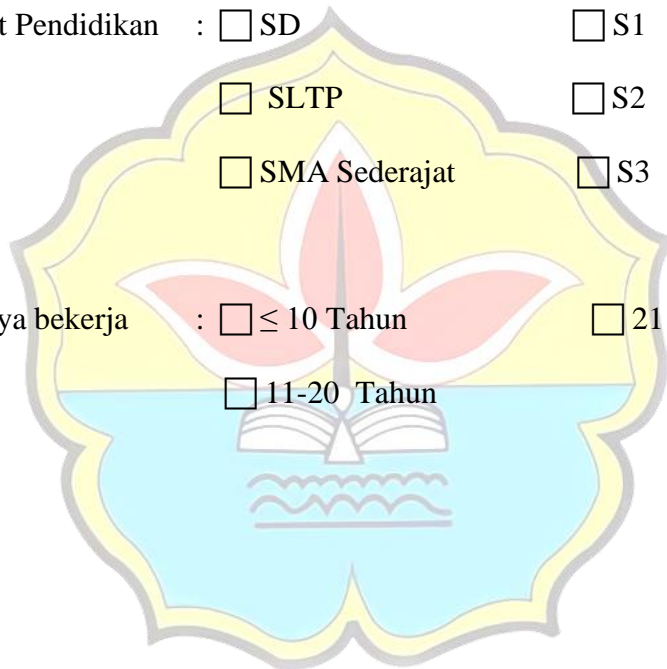 t Pendidikan : ☐ SD ☐ S1
☐ SLTP ☐ S2
☐ SMA Sederajat ☐ S3
ya bekerja : ☐ ≤ 10 Tahun ☐ 21
☐ 11-20 Tahun